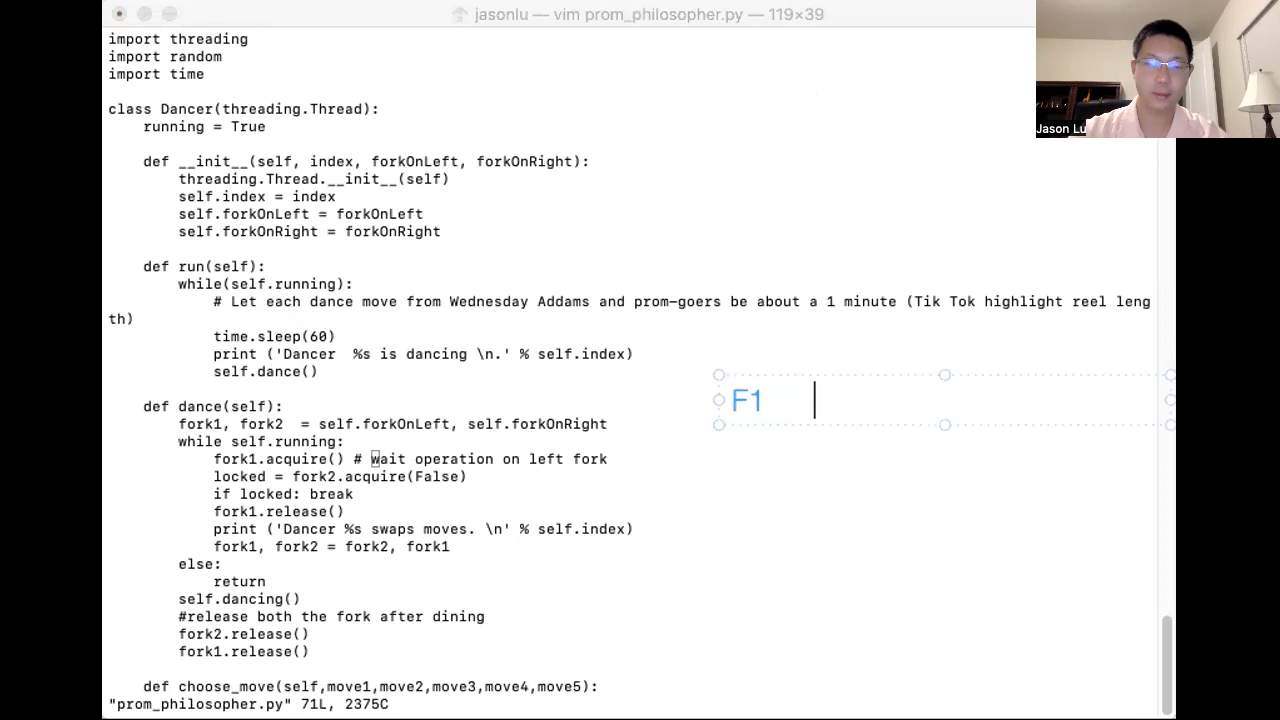 jasonlu — vim prom_philosopher.py — 119×39
import threading
import random
import time
class Dancer(threading.Thread):
    running = True
    def __init__(self, index, forkOnLeft, forkOnRight):
        threading.Thread.__init__(self)
        self.index = index
        self.forkOnLeft = forkOnLeft
        self.forkOnRight = forkOnRight
    def run(self):
        while(self.running):
            # Let each dance move from Wednesday Addams and prom-goers be about a 1 minute (Tik Tok highlight reel leng
th)
            time.sleep(60)
            print ('Dancer  %s is dancing \n.' % self.index)
            self.dance()
    def dance(self):
        fork1, fork2  = self.forkOnLeft, self.forkOnRight
        while self.running:
            fork1.acquire() # wait operation on left fork
            locked = fork2.acquire(False)
            if locked: break
            fork1.release()
            print ('Dancer %s swaps moves. \n' % self.index)
            fork1, fork2 = fork2, fork1
        else:
            return
        self.dancing()
        #release both the fork after dining
        fork2.release()
        fork1.release()
    def choose_move(self,move1,move2,move3,move4,move5):
"prom_philosopher.py" 71L, 2375C
F1
Jason Lu